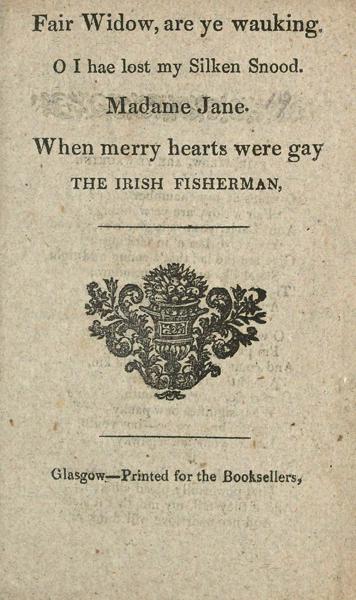 Fair Widow, are ye wauking.
O I hae lost my Silken Snood.
Madame Jane.
19
When merry hearts were gay
THE IRISH FISHERMAN,
Glasgow—Printed for the Booksellers,